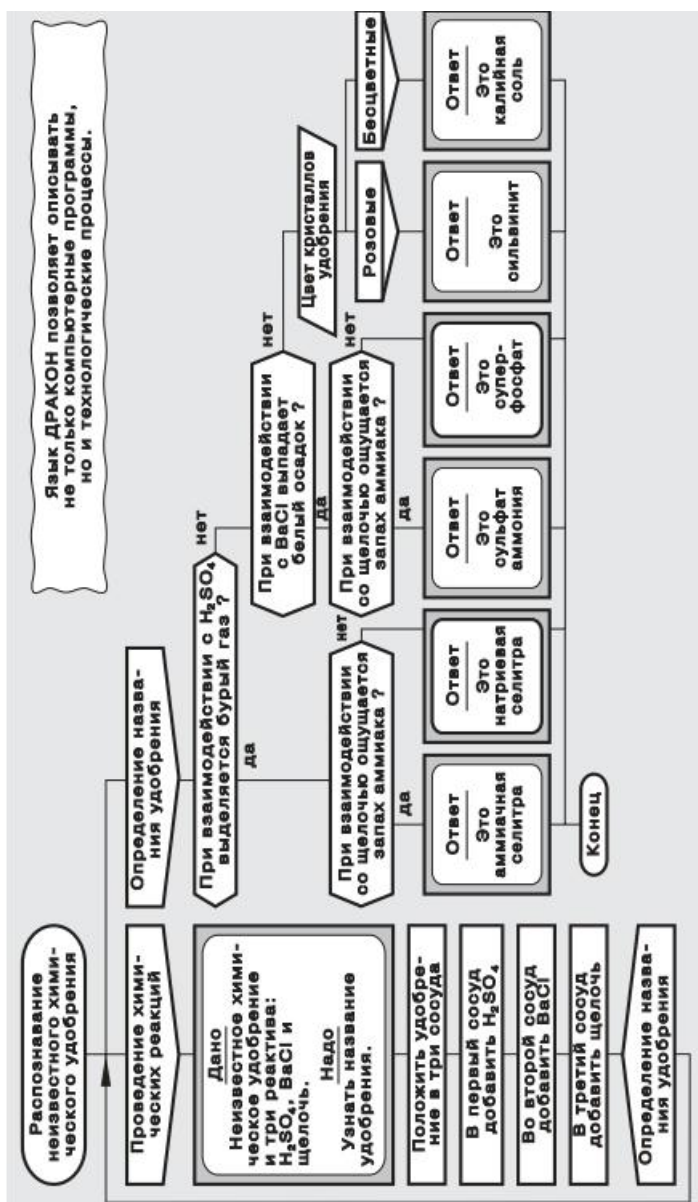 Распознавание
неизвестного хими-
ческого удобрения
Язык ДРАКОН позволяет описывать
не только компьютерные программы,
но и технологические процессы.
Проведение хими-
ческих реакций
Дано
Неизвестное хими-
ческое удобрение
и три реактива:
H₂SO₄, BaCl и
щелочь.
Надо
Узнать название
удобрения.
Положить удобре-
ние в три сосуда
В первый сосуд
добавить H₂SO₄
Во второй сосуд
добавить BaCl
В третий сосуд
добавить щелочь
Определение назва-
ния удобрения
Определение назва-
ния удобрения
При взаимодействии с H₂SO₄
выделяется бурый газ ?
нет
да
При взаимодействии
со щелочью ощущается
запах аммиака ?
нет
да
При взаимодействии
с BaCl выпадает
белый осадок ?
нет
да
При взаимодействии
со щелочью ощущается
запах аммиака ?
нет
да
Цвет кристаллов
удобрения
Розовые
Бесцветные
Ответ
Это
аммиачная
селитра
Ответ
Это
натриевая
селитра
Ответ
Это
сульфат
аммония
Ответ
Это
супер-
фосфат
Ответ
Это
сильвинит
Ответ
Это
калийная
соль
Конец